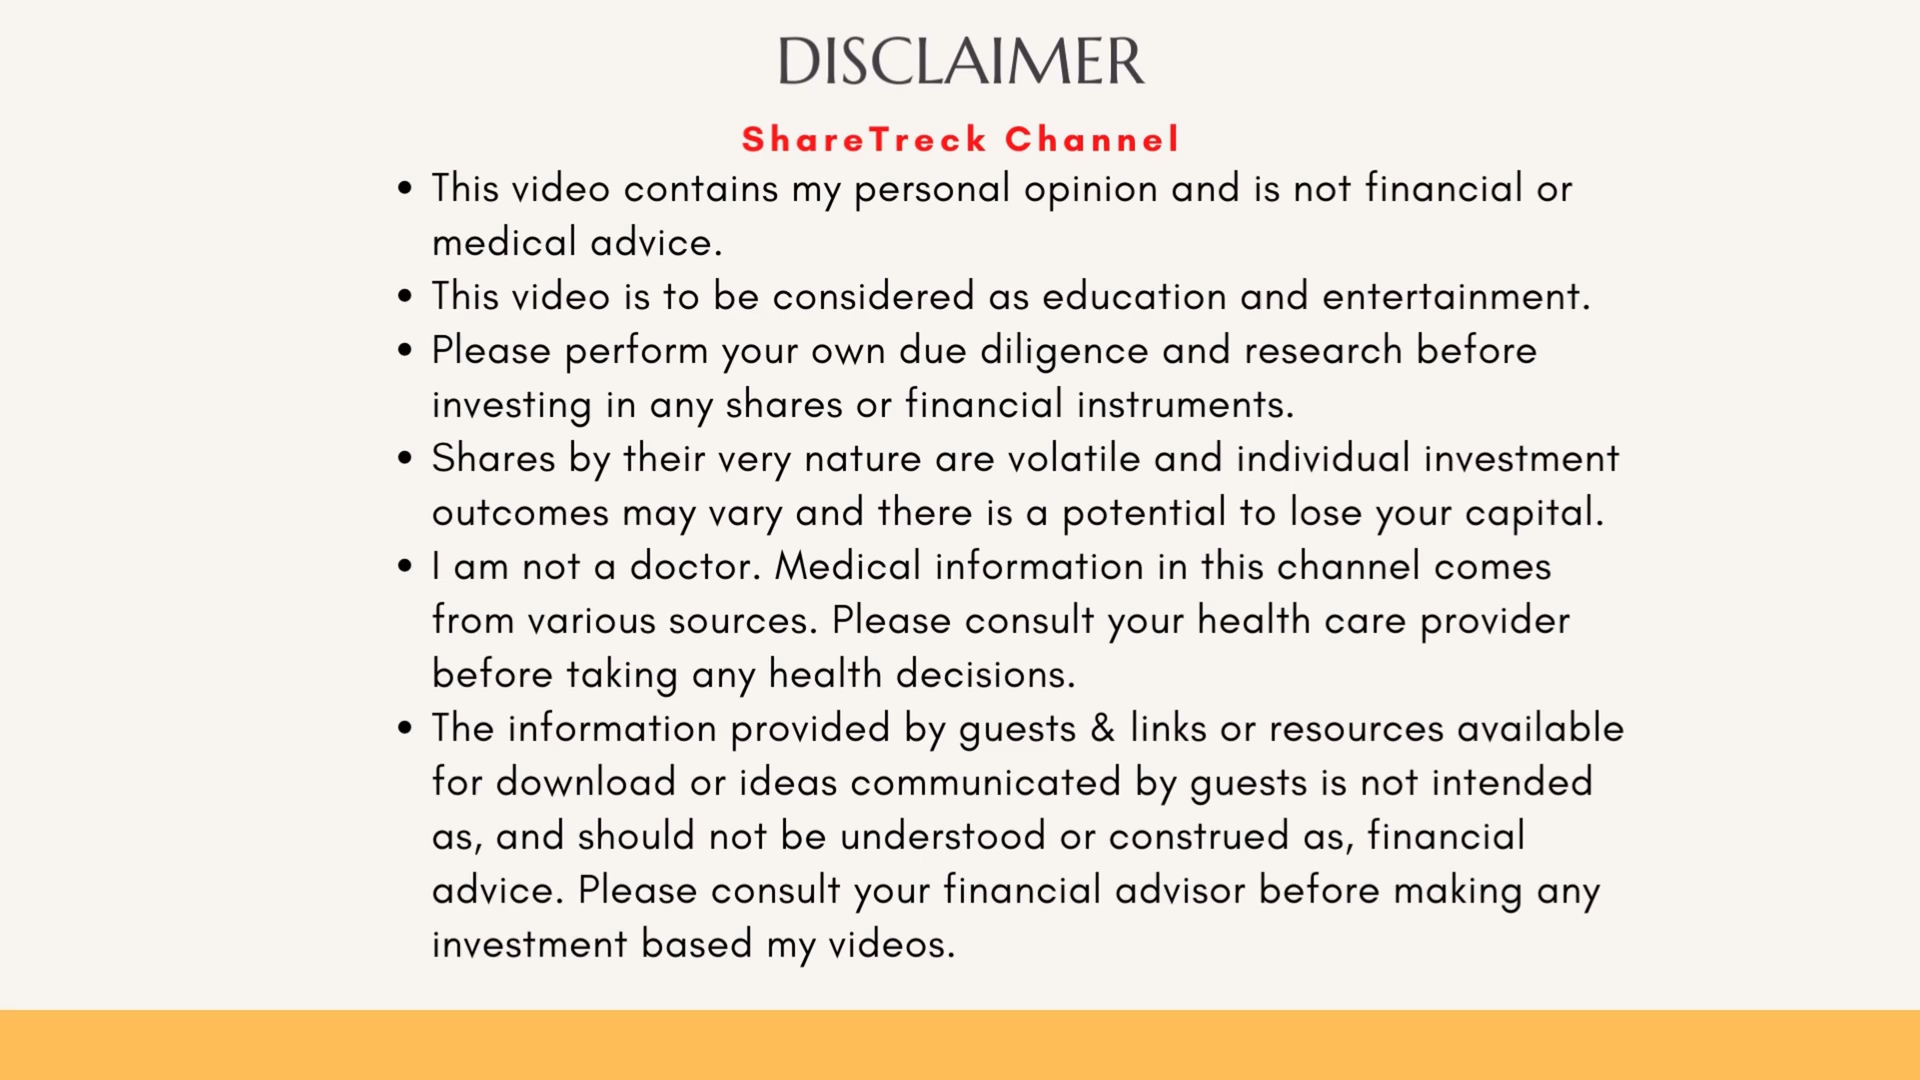 DISCLAIMER
ShareTreck Channel
• This video contains my personal opinion and is not financial or
medical advice.
• This video is to be considered as education and entertainment.
• Please perform your own due diligence and research before
investing in any shares or financial instruments.
• Shares by their very nature are volatile and individual investment
outcomes may vary and there is a potential to lose your capital.
• I am not a doctor. Medical information in this channel comes
from various sources. Please consult your health care provider
before taking any health decisions.
• The information provided by guests & links or resources available
for download or ideas communicated by guests is not intended
as, and should not be understood or construed as, financial
advice. Please consult your financial advisor before making any
investment based my videos.